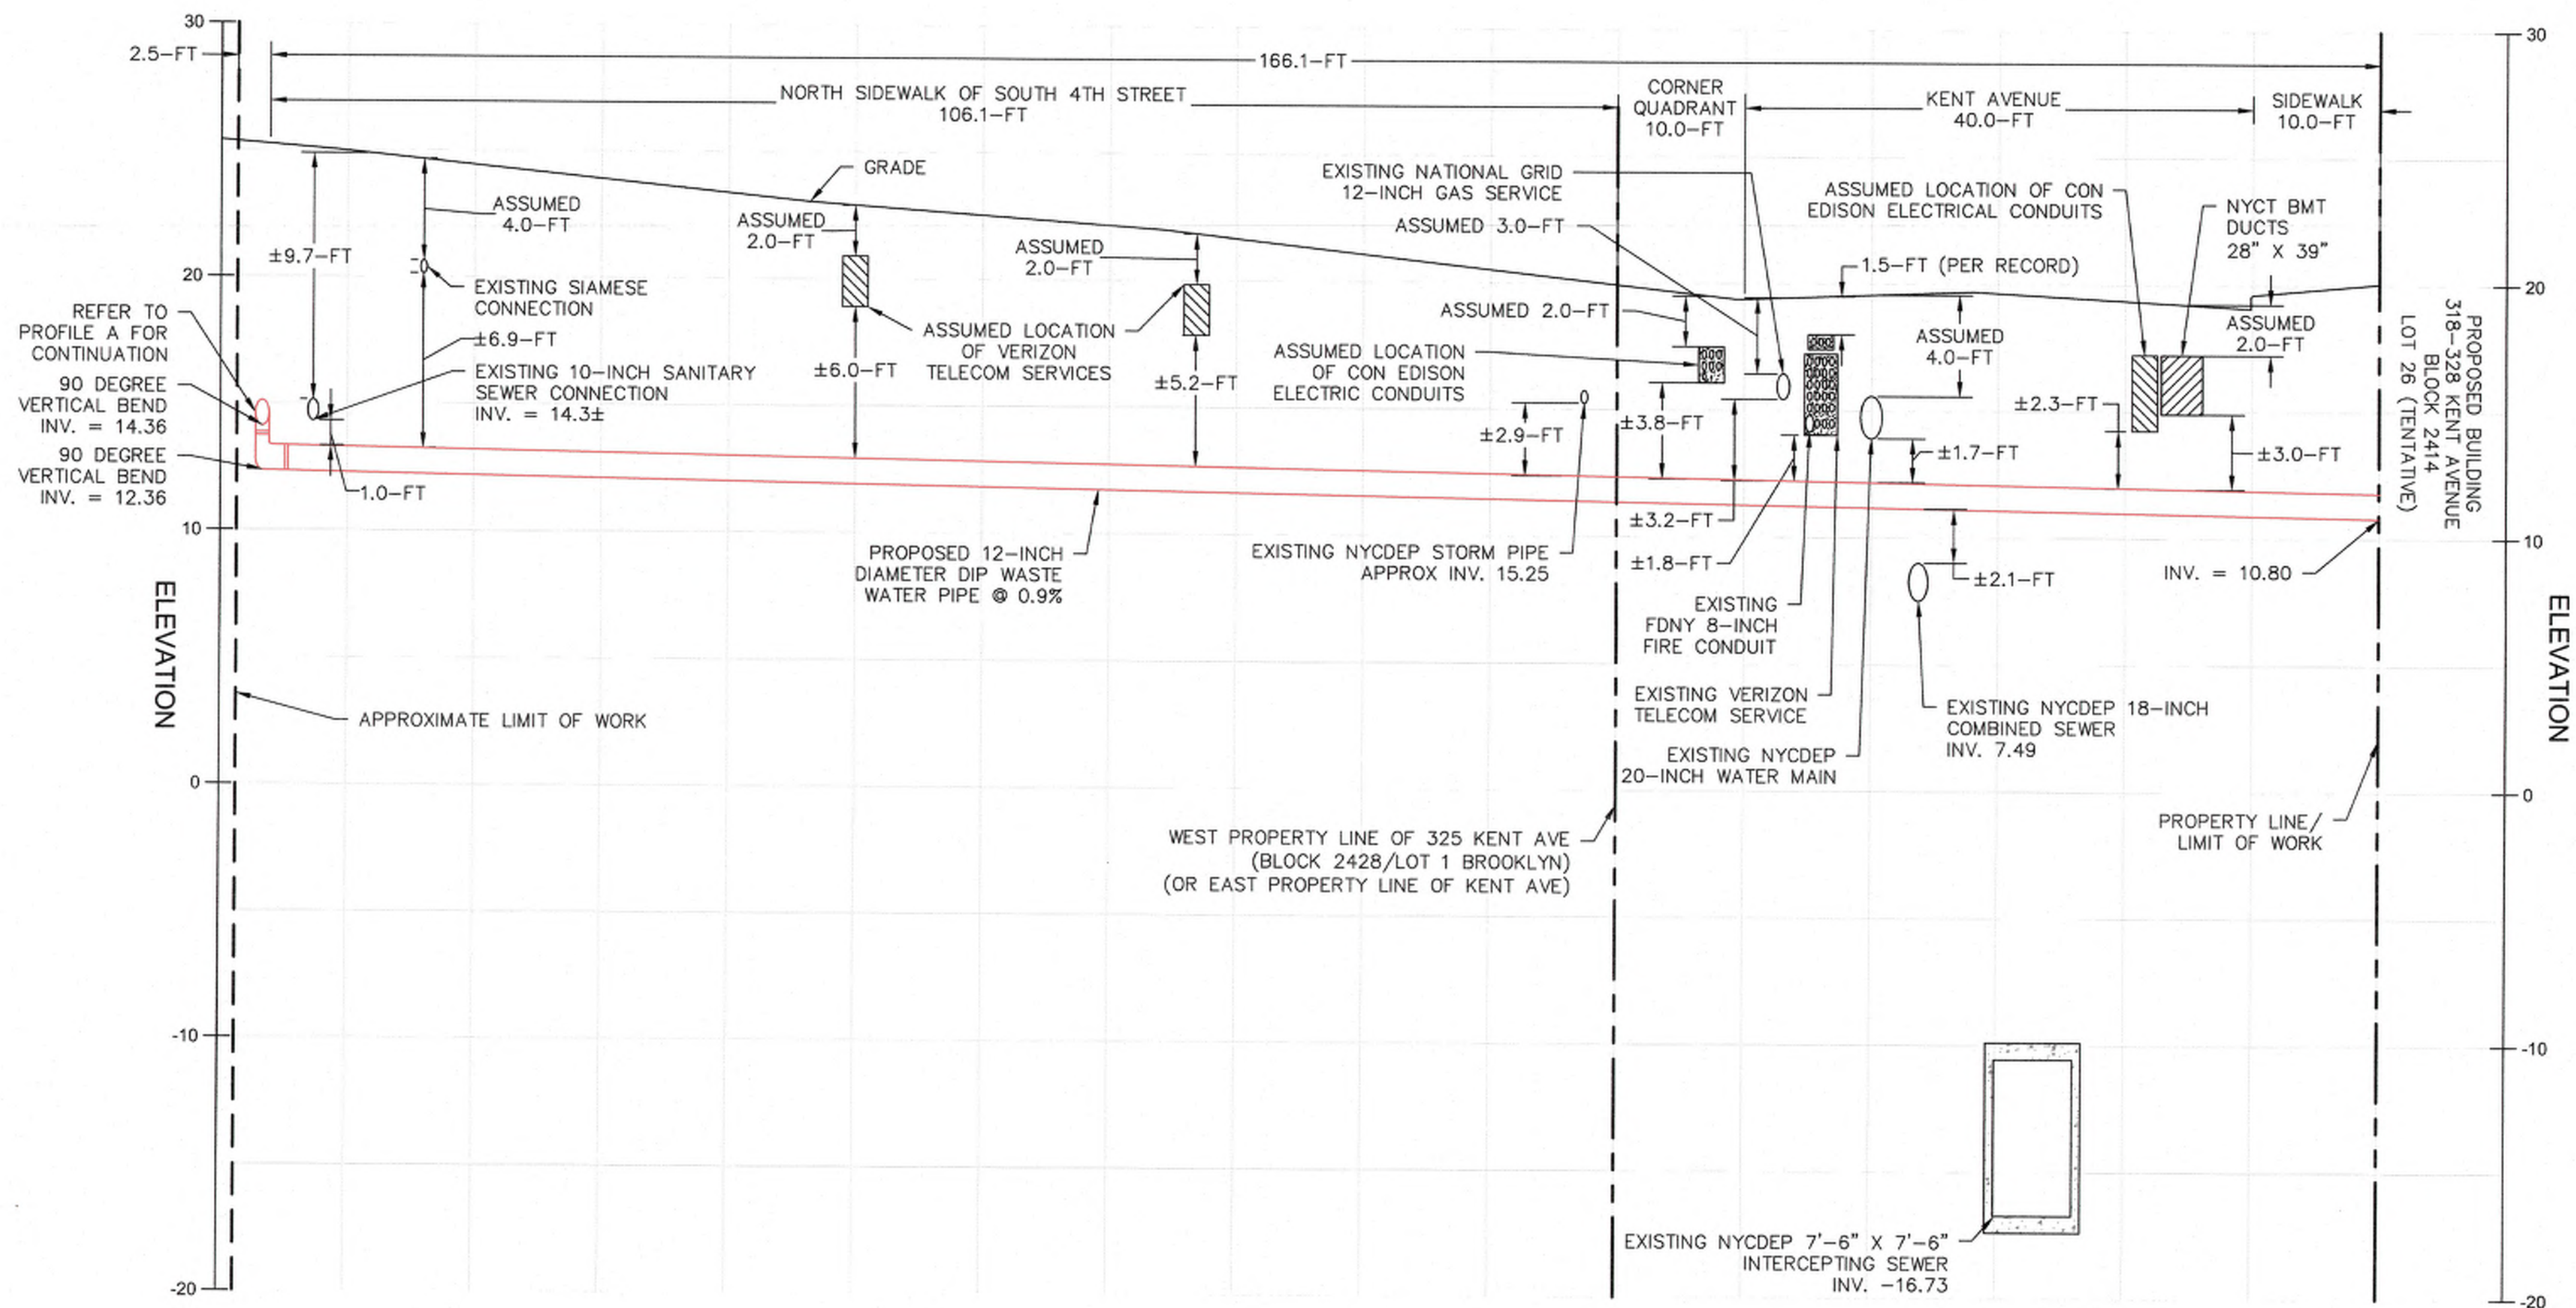 30
2.5-FT
166.1-FT
30
NORTH SIDEWALK OF SOUTH 4TH STREET
106.1-FT
CORNER
QUADRANT
10.0-FT
KENT AVENUE
40.0-FT
SIDEWALK
10.0-FT
GRADE
EXISTING NATIONAL GRID
12-INCH GAS SERVICE
ASSUMED 3.0-FT
ASSUMED LOCATION OF CON
EDISON ELECTRICAL CONDUITS
NYCT BMT
DUCTS
28" X 39"
ASSUMED
4.0-FT
ASSUMED
2.0-FT
ASSUMED
2.0-FT
±9.7-FT
1.5-FT (PER RECORD)
20
20
EXISTING SIAMESE
CONNECTION
REFER TO
PROFILE A FOR
CONTINUATION
±6.9-FT
ASSUMED LOCATION
OF VERIZON
TELECOM SERVICES
ASSUMED 2.0-FT
ASSUMED
4.0-FT
ASSUMED
2.0-FT
ASSUMED LOCATION
OF CON EDISON
ELECTRIC CONDUITS
EXISTING 10-INCH SANITARY
SEWER CONNECTION
INV. = 14.3±
±6.0-FT
±5.2-FT
90 DEGREE
VERTICAL BEND
INV. = 14.36
90 DEGREE
VERTICAL BEND
INV. = 12.36
1.0-FT
±2.9-FT
±3.8-FT
±2.3-FT
±1.7-FT
±3.0-FT
PROPOSED BUILDING
318-328 KENT AVENUE
BLOCK 2414
LOT 26 (TENTATIVE)
10
10
±3.2-FT
±1.8-FT
PROPOSED 12-INCH
DIAMETER DIP WASTE
WATER PIPE @ 0.9%
EXISTING NYCDEP STORM PIPE
APPROX INV. 15.25
±2.1-FT
INV. = 10.80
ELEVATION
ELEVATION
EXISTING
FDNY 8-INCH
FIRE CONDUIT
EXISTING VERIZON
TELECOM SERVICE
EXISTING NYCDEP
20-INCH WATER MAIN
EXISTING NYCDEP 18-INCH
COMBINED SEWER
INV. 7.49
APPROXIMATE LIMIT OF WORK
0
0
WEST PROPERTY LINE OF 325 KENT AVE
(BLOCK 2428/LOT 1 BROOKLYN)
(OR EAST PROPERTY LINE OF KENT AVE)
PROPERTY LINE/
LIMIT OF WORK
-10
-10
EXISTING NYCDEP 7'-6" X 7'-6"
INTERCEPTING SEWER
INV. -16.73
-20
-20